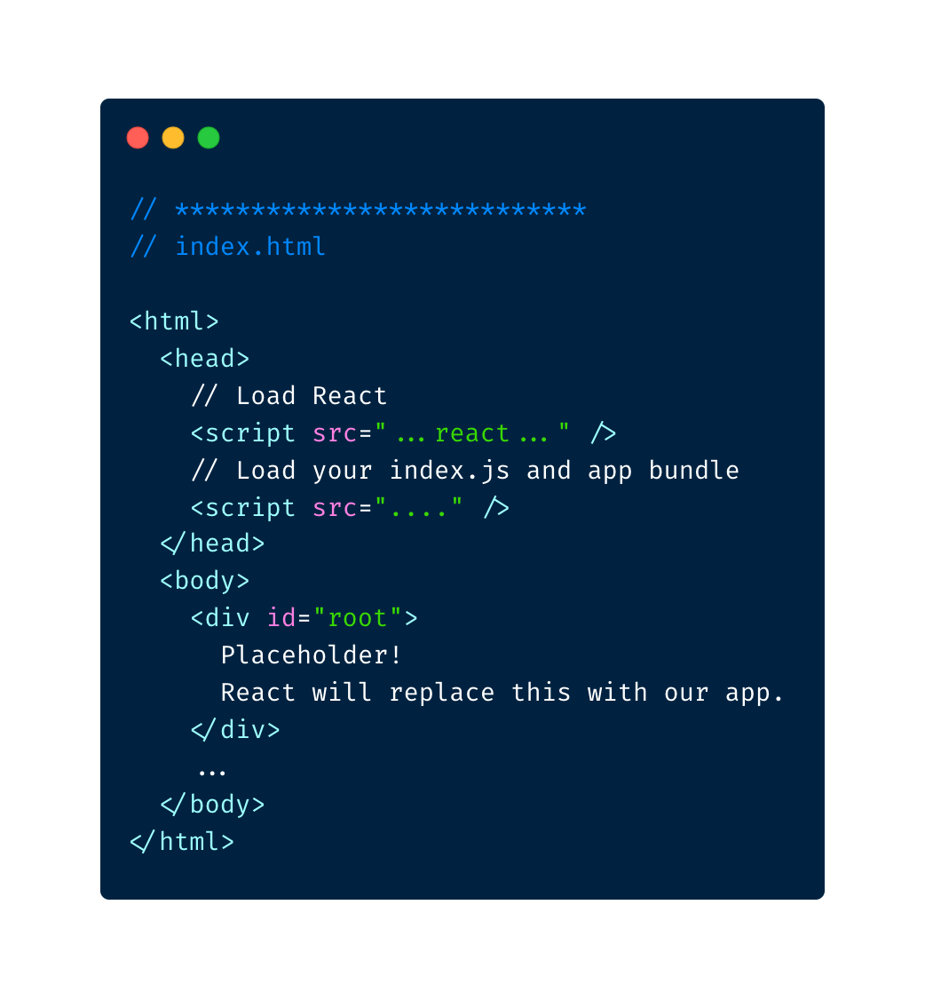 // ***************************
// index.html
<html>
<head>
// Load React
<script src="...react..." />
// Load your index.js and app bundle
<script src="...." />
</head>
<body>
<div id="root">
Placeholder!
React will replace this with our app.
</div>
...
</body>
</html>